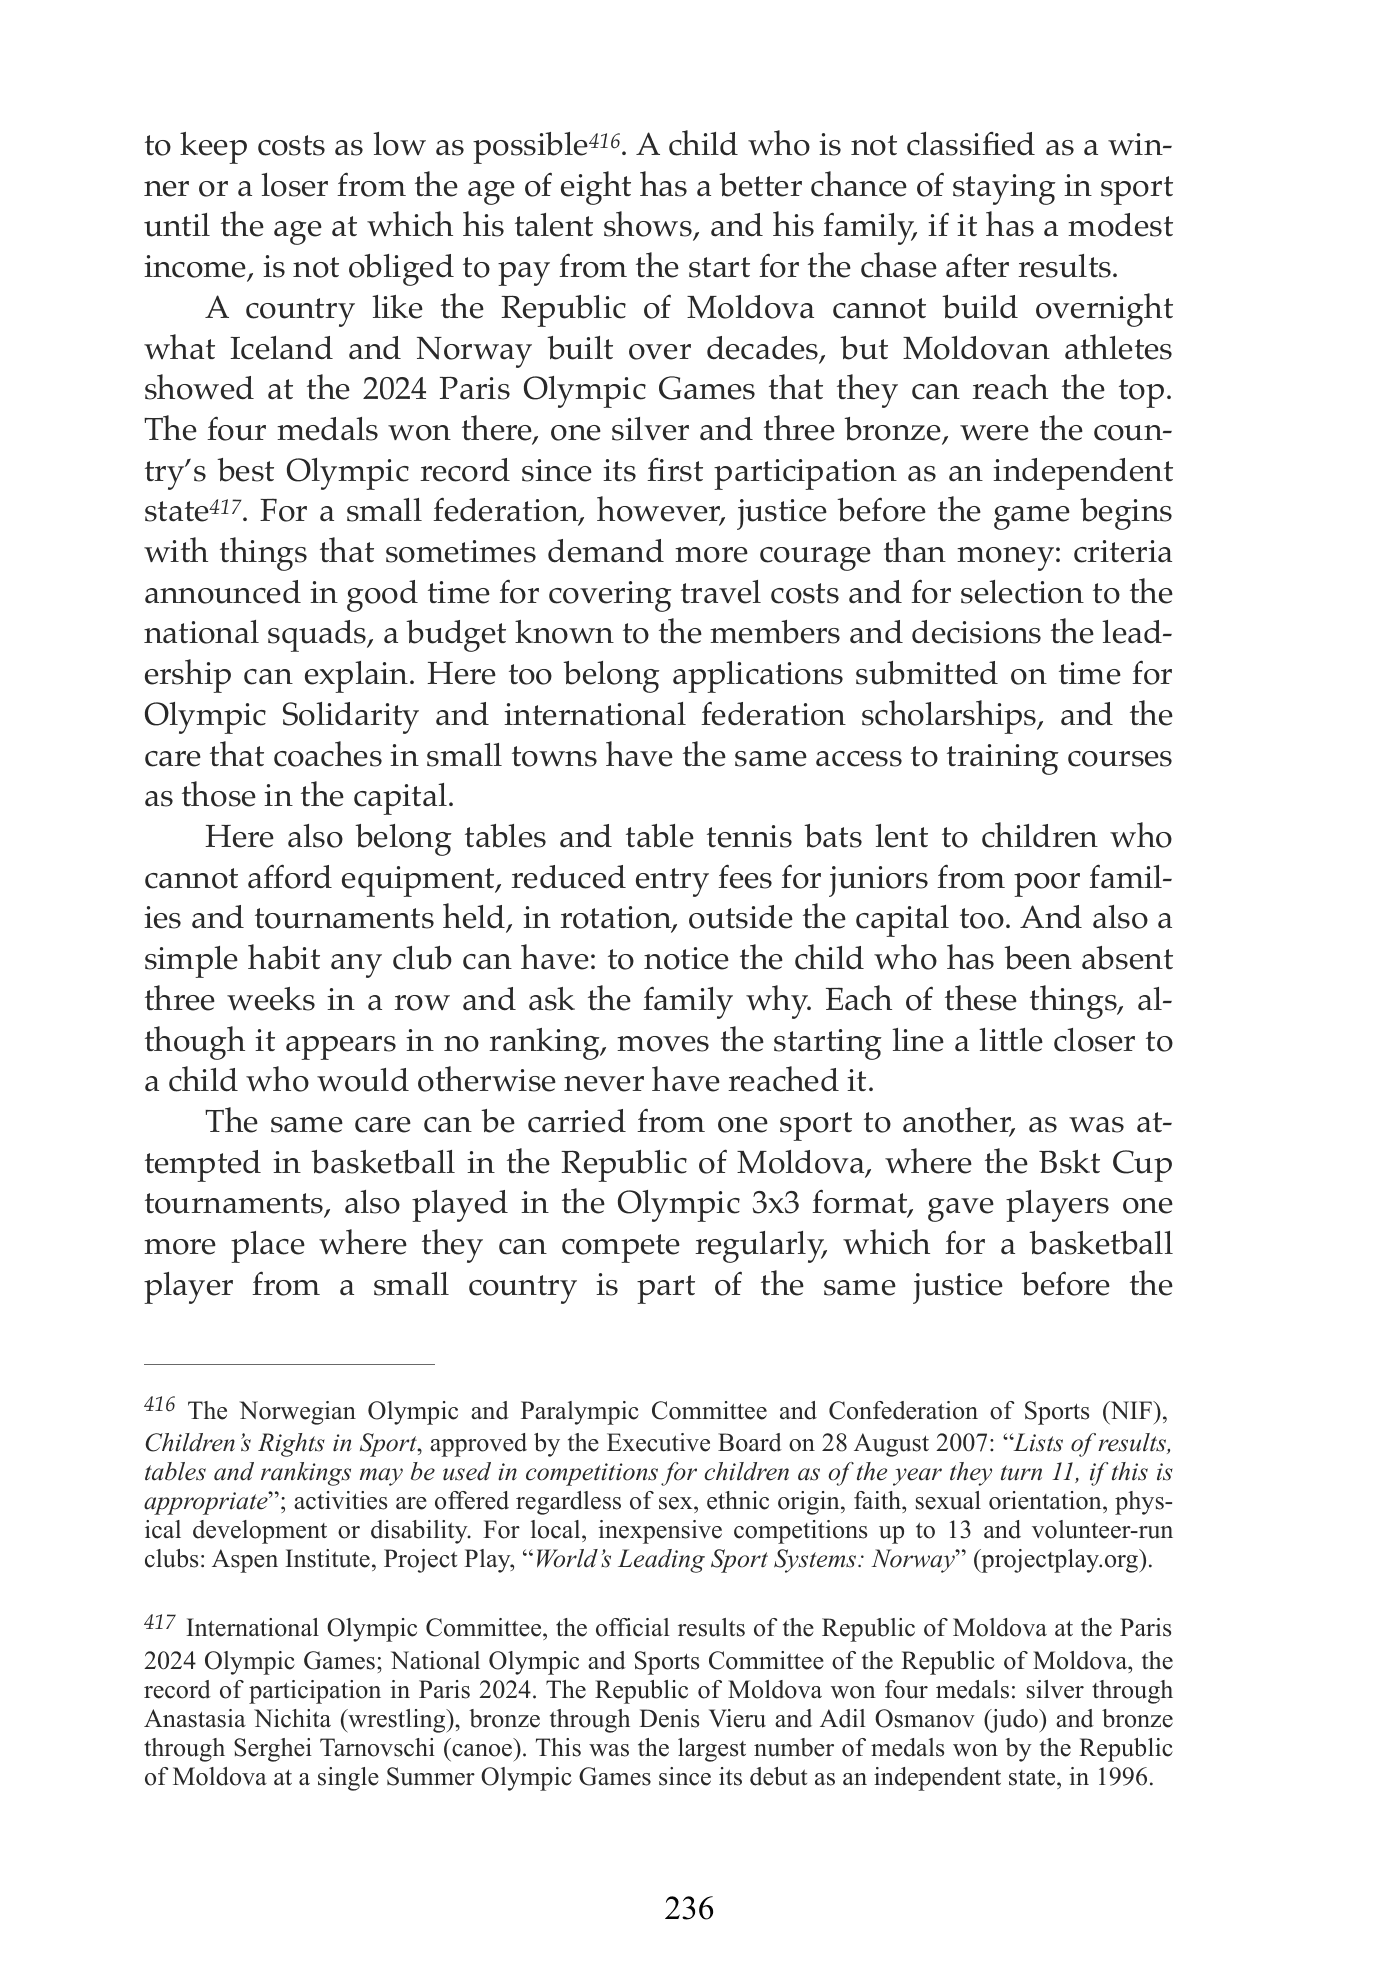 to keep costs as low as possible416. A child who is not classified as a win-
ner or a loser from the age of eight has a better chance of staying in sport
until the age at which his talent shows, and his family, if it has a modest
income, is not obliged to pay from the start for the chase after results.
A country like the Republic of Moldova cannot build overnight
what Iceland and Norway built over decades, but Moldovan athletes
showed at the 2024 Paris Olympic Games that they can reach the top.
The four medals won there, one silver and three bronze, were the coun-
try’s best Olympic record since its first participation as an independent
state417. For a small federation, however, justice before the game begins
with things that sometimes demand more courage than money: criteria
announced in good time for covering travel costs and for selection to the
national squads, a budget known to the members and decisions the lead-
ership can explain. Here too belong applications submitted on time for
Olympic Solidarity and international federation scholarships, and the
care that coaches in small towns have the same access to training courses
as those in the capital.
Here also belong tables and table tennis bats lent to children who
cannot afford equipment, reduced entry fees for juniors from poor famil-
ies and tournaments held, in rotation, outside the capital too. And also a
simple habit any club can have: to notice the child who has been absent
three weeks in a row and ask the family why. Each of these things, al-
though it appears in no ranking, moves the starting line a little closer to
a child who would otherwise never have reached it.
The same care can be carried from one sport to another, as was at-
tempted in basketball in the Republic of Moldova, where the Bskt Cup
tournaments, also played in the Olympic 3x3 format, gave players one
more place where they can compete regularly, which for a basketball
player from a small country is part of the same justice before the
416 The Norwegian Olympic and Paralympic Committee and Confederation of Sports (NIF),
Children’s Rights in Sport, approved by the Executive Board on 28 August 2007: “Lists of results,
tables and rankings may be used in competitions for children as of the year they turn 11, if this is
appropriate”; activities are offered regardless of sex, ethnic origin, faith, sexual orientation, phys-
ical development or disability. For local, inexpensive competitions up to 13 and volunteer-run
clubs: Aspen Institute, Project Play, “World’s Leading Sport Systems: Norway” (projectplay.org).
417 International Olympic Committee, the official results of the Republic of Moldova at the Paris
2024 Olympic Games; National Olympic and Sports Committee of the Republic of Moldova, the
record of participation in Paris 2024. The Republic of Moldova won four medals: silver through
Anastasia Nichita (wrestling), bronze through Denis Vieru and Adil Osmanov (judo) and bronze
through Serghei Tarnovschi (canoe). This was the largest number of medals won by the Republic
of Moldova at a single Summer Olympic Games since its debut as an independent state, in 1996.
236